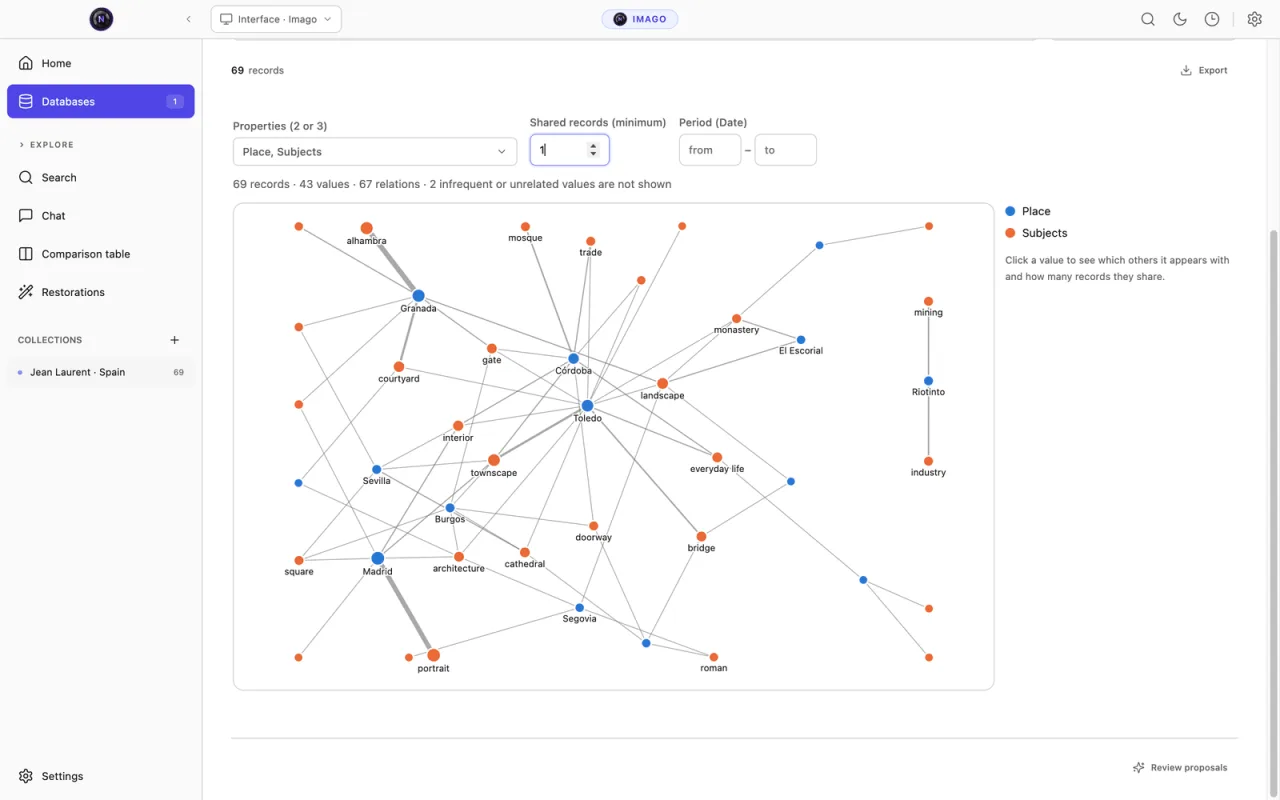 N
Interface · Imago
IMAGO
Home
Databases 1
EXPLORE
Search
Chat
Comparison table
Restorations
COLLECTIONS
Jean Laurent · Spain 69
Settings
69 records
Export
Properties (2 or 3)
Shared records (minimum)
Period (Date)
Place, Subjects
1
from
–
to
69 records · 43 values · 67 relations · 2 infrequent or unrelated values are not shown
Place
Subjects
Click a value to see which others it appears with
and how many records they share.
alhambra
mosque
trade
Granada
mining
monastery
El Escorial
gate
Córdoba
courtyard
landscape
Riotinto
Toledo
interior
townscape
everyday life
industry
Sevilla
Burgos
doorway
bridge
square
Madrid
architecture
cathedral
Segovia
portrait
roman
Review proposals